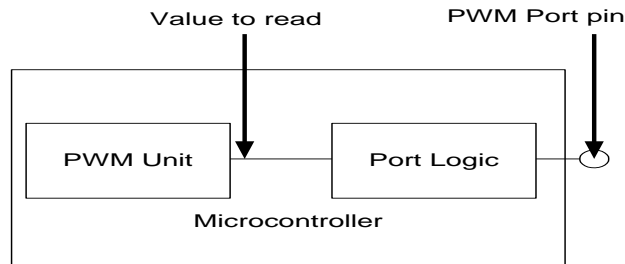 Value to read
PWM Port pin
PWM Unit
Port Logic
Microcontroller